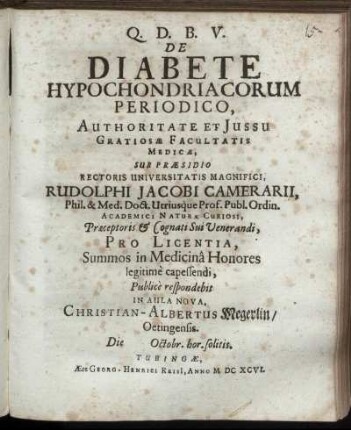 Q. D. B. V.
DE
DIABETE
HYPOCHONDRIACORUM
PERIODICO,
AUTHORITATE ET JUSSU
GRATIOSÆ FACULTATIS
MEDICÆ,
SUB PRÆSIDIO
RECTORIS UNIVERSITATIS MAGNIFICI,
RUDOLPHI JACOBI CAMERARII,
Phil. & Med. Doct. Utriusque Prof. Publ. Ordin.
ACADEMICI NATURÆ CURIOSI,
Præceptoris & Cognati Sui Venerandi,
PRO LICENTIA,
Summos in Medicinâ Honores
legitimè capessendi,
Publicè respondebit
IN AULA NOVA,
CHRISTIAN-ALBERTUS Megerlin/
Oetingensis.
Die Octobr. hor. solitis.
TUBINGÆ,
GEORG-HENRICI REISI, ANNO M DC XCVI.